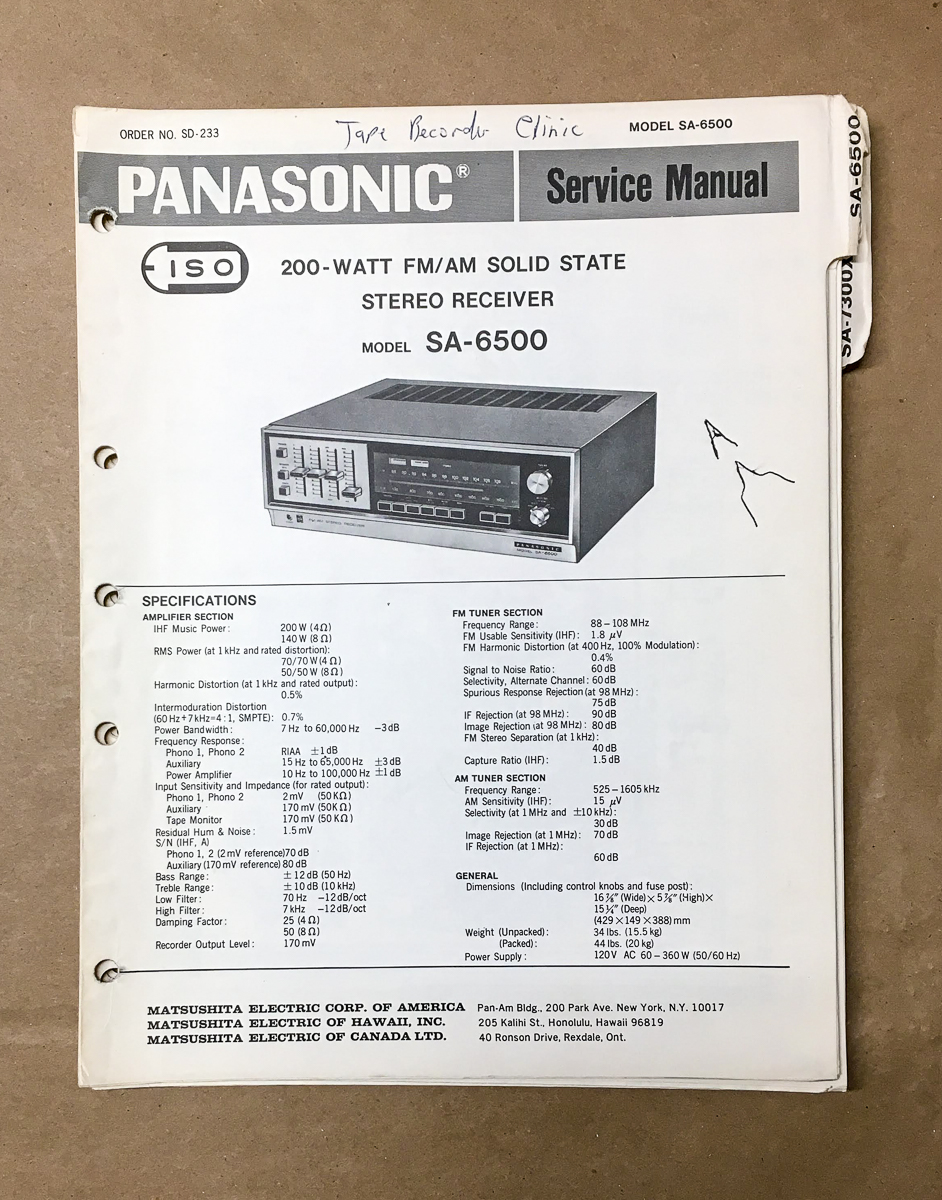 ORDER NO. SD-233 Tape Recorder Clinic MODEL SA-6500
PANASONIC® Service Manual
SA-6500
SA-7300X
ISO
200-WATT FM/AM SOLID STATE
STEREO RECEIVER
MODEL SA-6500
PANASONIC
MODEL SA-6500
SPECIFICATIONS
AMPLIFIER SECTION
IHF Music Power: 200 W (4Ω)
140 W (8 Ω)
RMS Power (at 1 kHz and rated distortion):
70/70 W (4 Ω)
50/50 W (8 Ω)
Harmonic Distortion (at 1 kHz and rated output):
0.5%
Intermoduration Distortion
(60 Hz + 7 kHz=4 : 1, SMPTE): 0.7%
Power Bandwidth: 7 Hz to 60,000 Hz −3 dB
Frequency Response:
Phono 1, Phono 2 RIAA ±1 dB
Auxiliary 15 Hz to 65,000 Hz ±3 dB
Power Amplifier 10 Hz to 100,000 Hz ±1 dB
Input Sensitivity and Impedance (for rated output):
Phono 1, Phono 2 2 mV (50 KΩ)
Auxiliary 170 mV (50K Ω)
Tape Monitor 170 mV (50 KΩ)
Residual Hum & Noise: 1.5 mV
S/N (IHF, A)
Phono 1, 2 (2 mV reference) 70 dB
Auxiliary (170 mV reference) 80 dB
Bass Range: ±12 dB (50 Hz)
Treble Range: ±10 dB (10 kHz)
Low Filter: 70 Hz −12 dB/oct
High Filter: 7 kHz −12 dB/oct
Damping Factor: 25 (4 Ω)
50 (8 Ω)
Recorder Output Level: 170 mV
FM TUNER SECTION
Frequency Range: 88 – 108 MHz
FM Usable Sensitivity (IHF): 1.8 μV
FM Harmonic Distortion (at 400 Hz, 100% Modulation):
0.4%
Signal to Noise Ratio: 60 dB
Selectivity, Alternate Channel: 60 dB
Spurious Response Rejection (at 98 MHz):
75 dB
IF Rejection (at 98 MHz): 90 dB
Image Rejection (at 98 MHz): 80 dB
FM Stereo Separation (at 1 kHz):
40 dB
Capture Ratio (IHF): 1.5 dB
AM TUNER SECTION
Frequency Range: 525 – 1605 kHz
AM Sensitivity (IHF): 15 μV
Selectivity (at 1 MHz and ±10 kHz):
30 dB
Image Rejection (at 1 MHz): 70 dB
IF Rejection (at 1 MHz):
60 dB
GENERAL
Dimensions (Including control knobs and fuse post):
16⅞″ (Wide) × 5⅞″ (High) ×
15¼″ (Deep)
(429 × 149 × 388) mm
Weight (Unpacked): 34 lbs. (15.5 kg)
(Packed): 44 lbs. (20 kg)
Power Supply: 120 V AC 60 – 360 W (50/60 Hz)
MATSUSHITA ELECTRIC CORP. OF AMERICA Pan-Am Bldg., 200 Park Ave. New York, N.Y. 10017
MATSUSHITA ELECTRIC OF HAWAII, INC. 205 Kalihi St., Honolulu, Hawaii 96819
MATSUSHITA ELECTRIC OF CANADA LTD. 40 Ronson Drive, Rexdale, Ont.